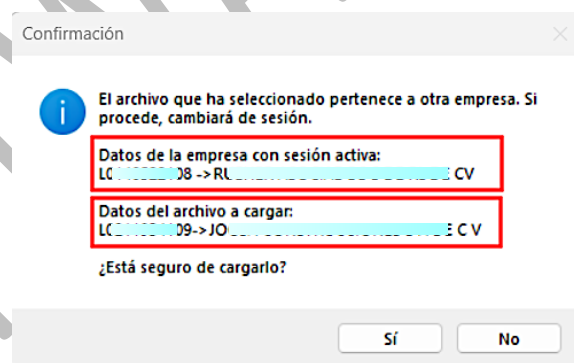 Confirmación
El archivo que ha seleccionado pertenece a otra empresa. Si
procede, cambiará de sesión.
Datos de la empresa con sesión activa:
CV
Datos del archivo a cargar:
C V
¿Está seguro de cargarlo?
Sí
No